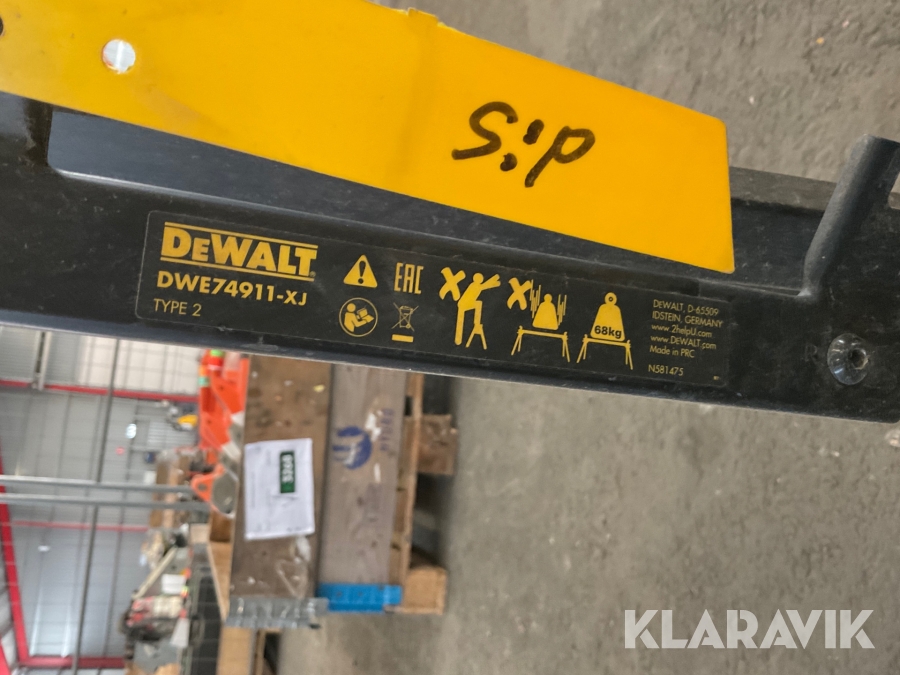 DEWALT
DWE74911-XJ
TYPE 2
EAC
68kg
DEWALT, D-65509
IDSTEIN, GERMANY
www.2helpU.com
www.DEWALT.com
Made in PRC
N581475
5268
KLARAVIK